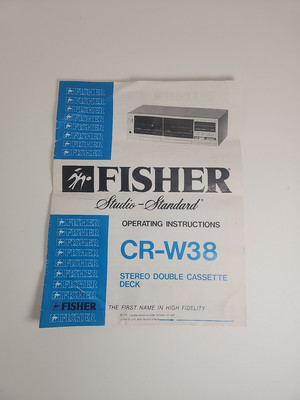 FISHER
FISHER
FISHER
FISHER
FISHER
FISHER
FISHER
FISHER
FISHER
Studio-Standard
OPERATING INSTRUCTIONS
CR-W38
STEREO DOUBLE CASSETTE
DECK
FISHER
FISHER
FISHER
FISHER
FISHER
FISHER
FISHER
FISHER
FISHER
FISHER
THE FIRST NAME IN HIGH FIDELITY